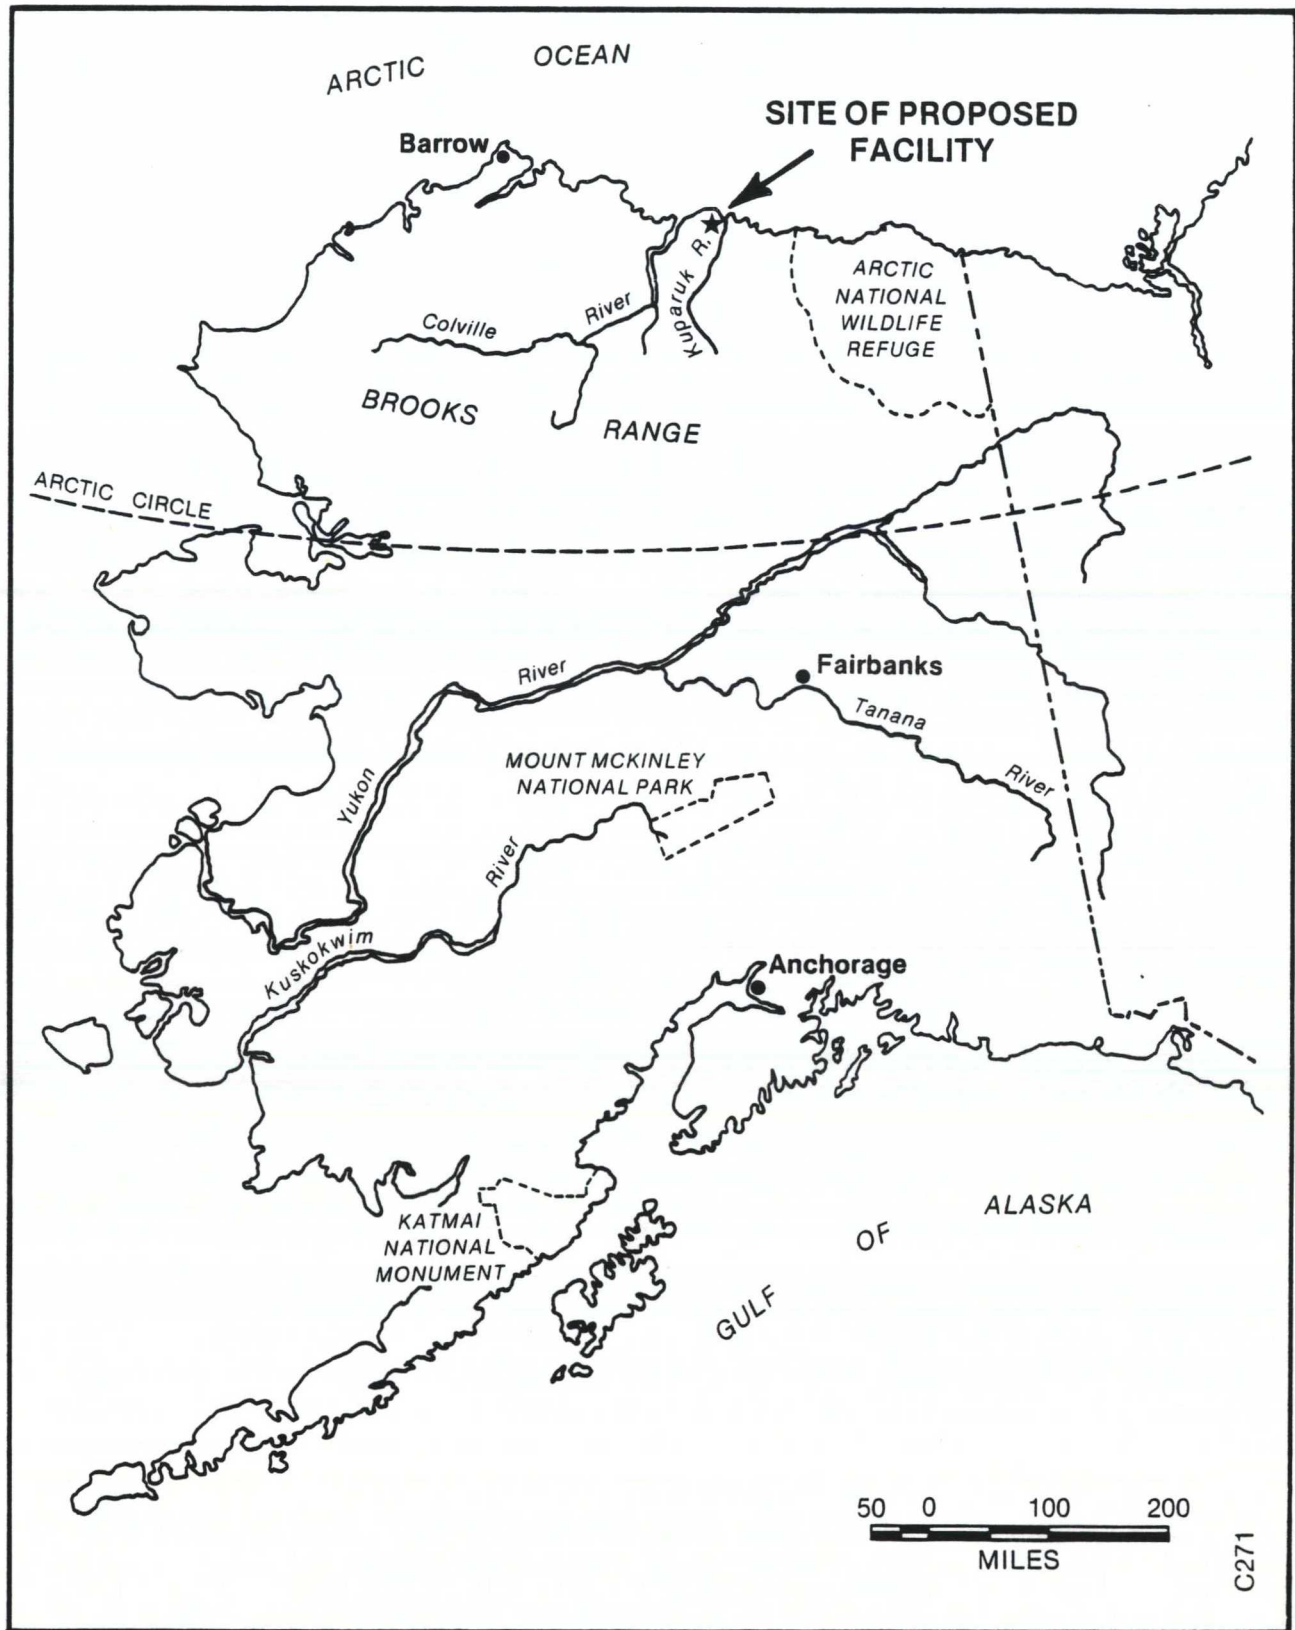 ARCTIC OCEAN
SITE OF PROPOSED
FACILITY
Barrow
Kuparuk R.
ARCTIC
NATIONAL
WILDLIFE
REFUGE
Colville River
BROOKS RANGE
ARCTIC CIRCLE
Fairbanks
Yukon River
Tanana River
MOUNT MCKINLEY
NATIONAL PARK
Kuskokwim River
Anchorage
KATMAI
NATIONAL
MONUMENT
GULF OF ALASKA
50 0 100 200
MILES
C271